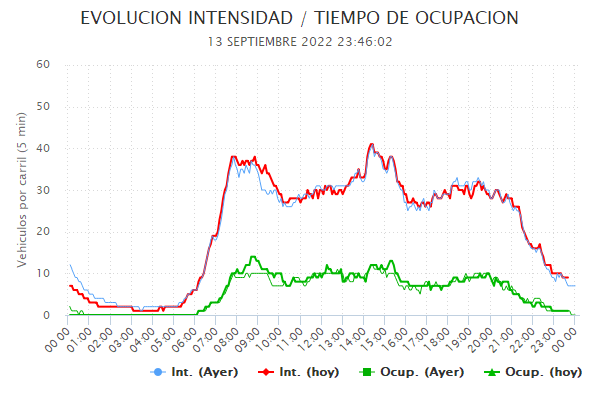 EVOLUCION INTENSIDAD / TIEMPO DE OCUPACION
13 SEPTIEMBRE 2022 23:46:02
Vehiculos por carril (5 min)
60
50
40
30
20
10
0
00:00 01:00 02:00 03:00 04:00 05:00 06:00 07:00 08:00 09:00 10:00 11:00 12:00 13:00 14:00 15:00 16:00 17:00 18:00 19:00 20:00 21:00 22:00 23:00 00:00
Int. (Ayer) Int. (hoy) Ocup. (Ayer) Ocup. (hoy)